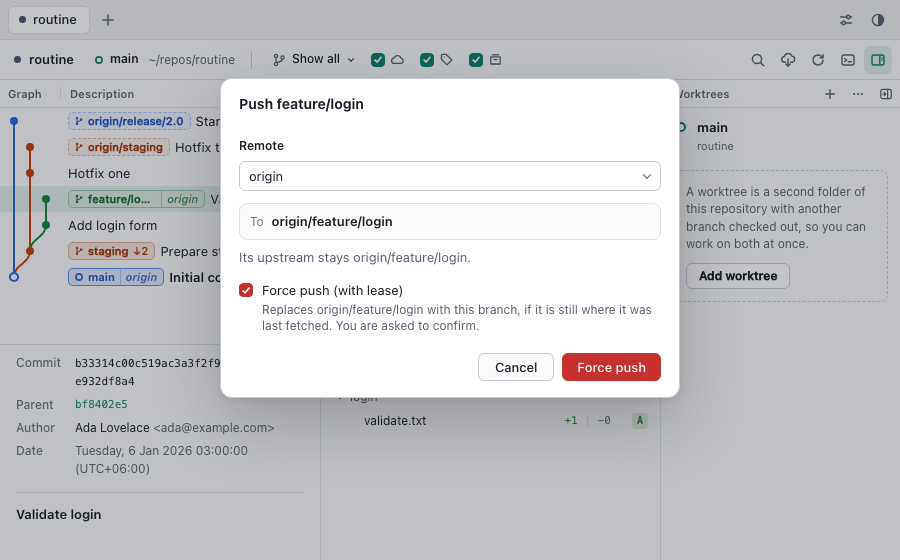 routine
routine main ~/repos/routine Show all
Graph Description Worktrees
origin/release/2.0
origin/staging Hotfix
Hotfix one
feature/lo... origin
Add login form
staging ↓2 Prepare
main origin Initial
Push feature/login
Remote
origin
To origin/feature/login
Its upstream stays origin/feature/login.
Force push (with lease)
Replaces origin/feature/login with this branch, if it is still where it was
last fetched. You are asked to confirm.
Cancel Force push
main
routine
A worktree is a second folder of
this repository with another
branch checked out, so you can
work on both at once.
Add worktree
Commit b33314c00c519ac3a3f2f9
e932df8a4
Parent bf8402e5
Author Ada Lovelace <ada@example.com>
Date Tuesday, 6 Jan 2026 03:00:00
(UTC+06:00)
Validate login
login
validate.txt +1 −0 A